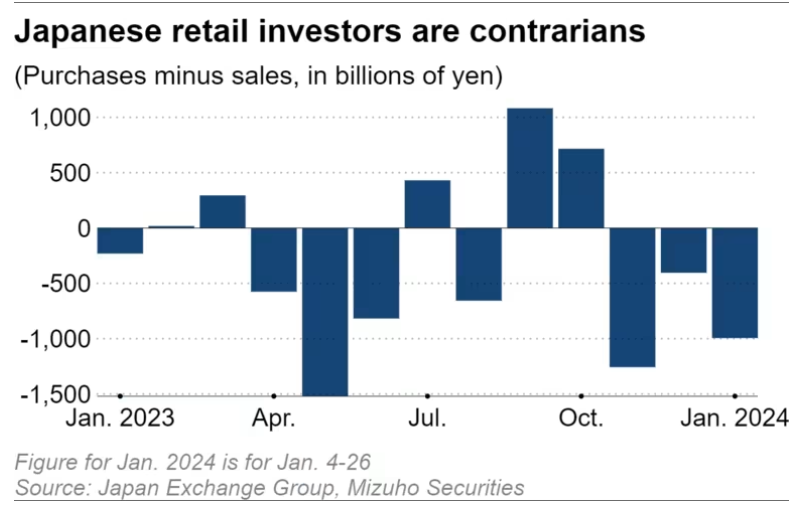 Japanese retail investors are contrarians
(Purchases minus sales, in billions of yen)
1,000
500
0
-500
-1,000
-1,500
Jan. 2023 Apr. Jul. Oct. Jan. 2024
Figure for Jan. 2024 is for Jan. 4-26
Source: Japan Exchange Group, Mizuho Securities